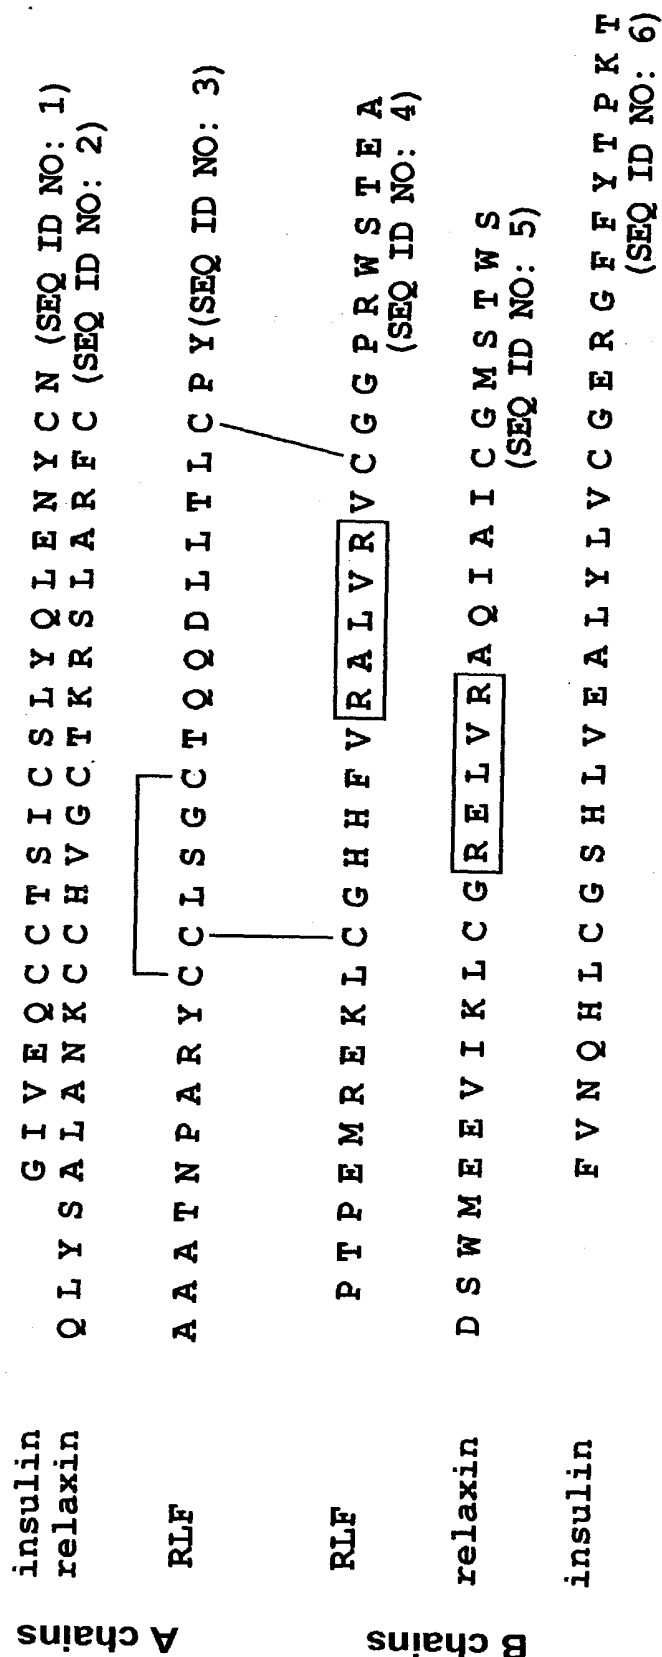 A chains
insulin G I V E Q C C T S I C S L Y Q L E N Y C N (SEQ ID NO: 1)
relaxin Q L Y S A L A N K C C H V G C T K R S L A R F C (SEQ ID NO: 2)
RLF A A A T N P A R Y C C L S G C T Q Q D L L T L C P Y (SEQ ID NO: 3)
B chains
RLF P T P E M R E K L C G H H F V R A L V R V C G G P R W S T E A
(SEQ ID NO: 4)
relaxin D S W M E E V I K L C G R E L V R A Q I A I C G M S T W S
(SEQ ID NO: 5)
insulin F V N Q H L C G S H L V E A L Y L V C G E R G F F Y T P K T
(SEQ ID NO: 6)